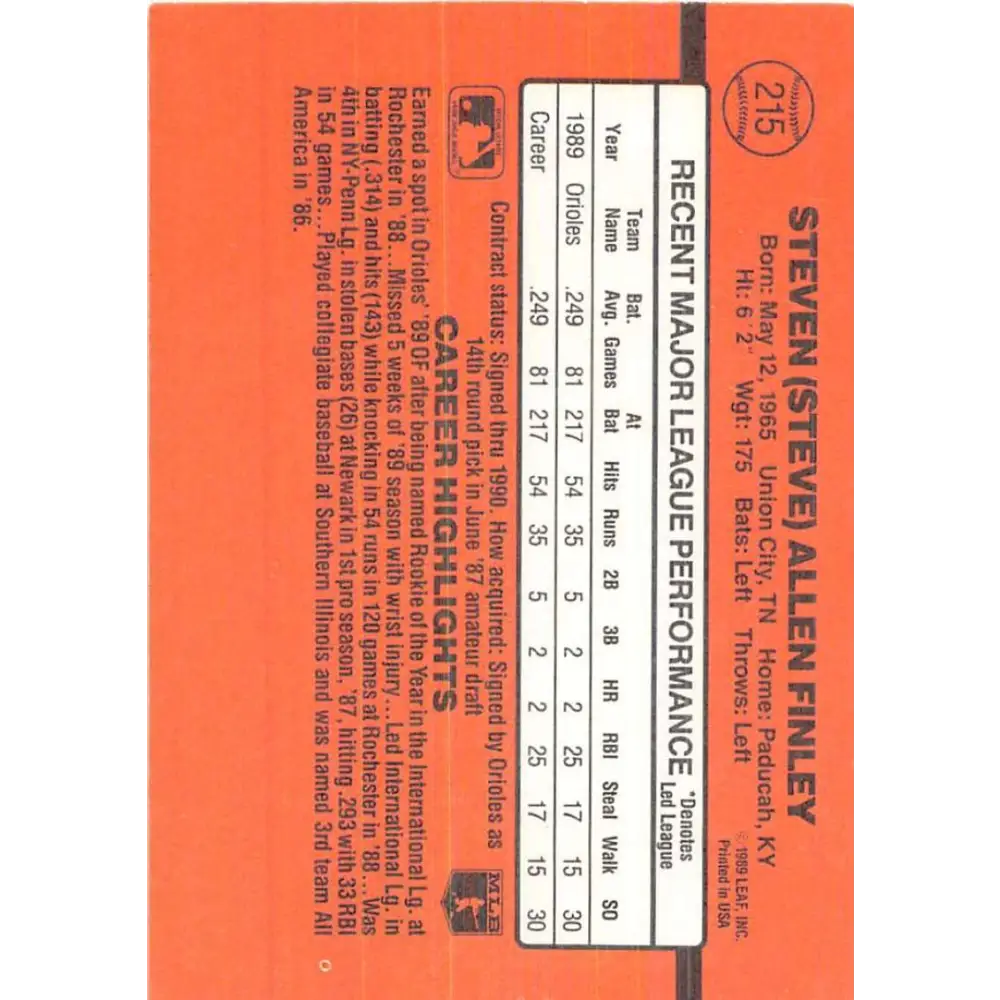 215
STEVEN (STEVE) ALLEN FINLEY
Born: May 12, 1965 Union City, TN Home: Paducah, KY
Ht: 6' 2" Wgt: 175 Bats: Left Throws: Left
© 1989 LEAF, INC.
Printed in USA
RECENT MAJOR LEAGUE PERFORMANCE
*Denotes
Led League
Year Team Name Bat. Avg. Games At Bat Hits Runs 2B 3B HR RBI Steal Walk SO
1989 Orioles .249 81 217 54 35 5 2 2 25 17 15 30
Career .249 81 217 54 35 5 2 2 25 17 15 30
Contract status: Signed thru 1990. How acquired: Signed by Orioles as
14th round pick in June '87 amateur draft
MLB
CAREER HIGHLIGHTS
Earned a spot in Orioles' '89 OF after being named Rookie of the Year in the International Lg. at
Rochester in '88...Missed 5 weeks of '89 season with wrist injury...Led International Lg. in
batting (.314) and hits (143) while knocking in 54 runs in 120 games at Rochester in '88...Was
4th in NY-Penn Lg. in stolen bases (26) at Newark in 1st pro season, '87, hitting .293 with 33 RBI
in 54 games...Played collegiate baseball at Southern Illinois and was named 3rd team All
America in '86.